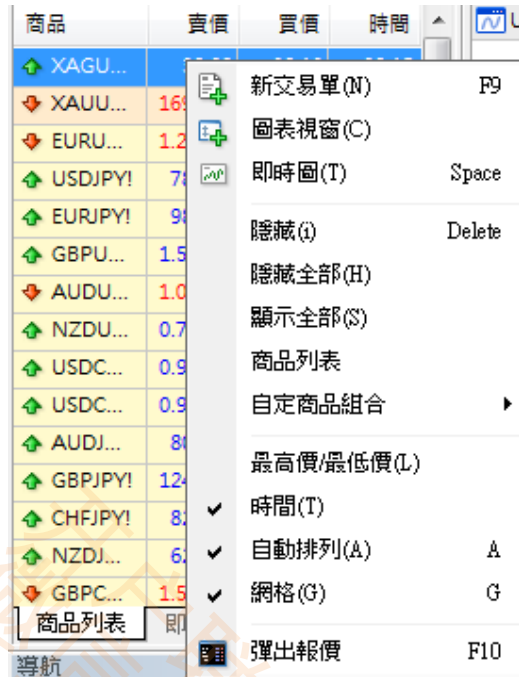 商品 賣價 買價 時間
XAGU...
XAUU... 169
EURU... 1.2
USDJPY! 78
EURJPY! 98
GBPU... 1.5
AUDU... 1.0
NZDU... 0.7
USDC... 0.9
USDC... 0.9
AUDJ... 80
GBPJPY! 124
CHFJPY! 82
NZDJ... 62
GBPC... 1.5
商品列表 即
導航
新交易單(N) F9
圖表視窗(C)
即時圖(T) Space
隱藏(i) Delete
隱藏全部(H)
顯示全部(S)
商品列表
自定商品組合
最高價/最低價(L)
時間(T)
自動排列(A) A
網格(G) G
彈出報價 F10